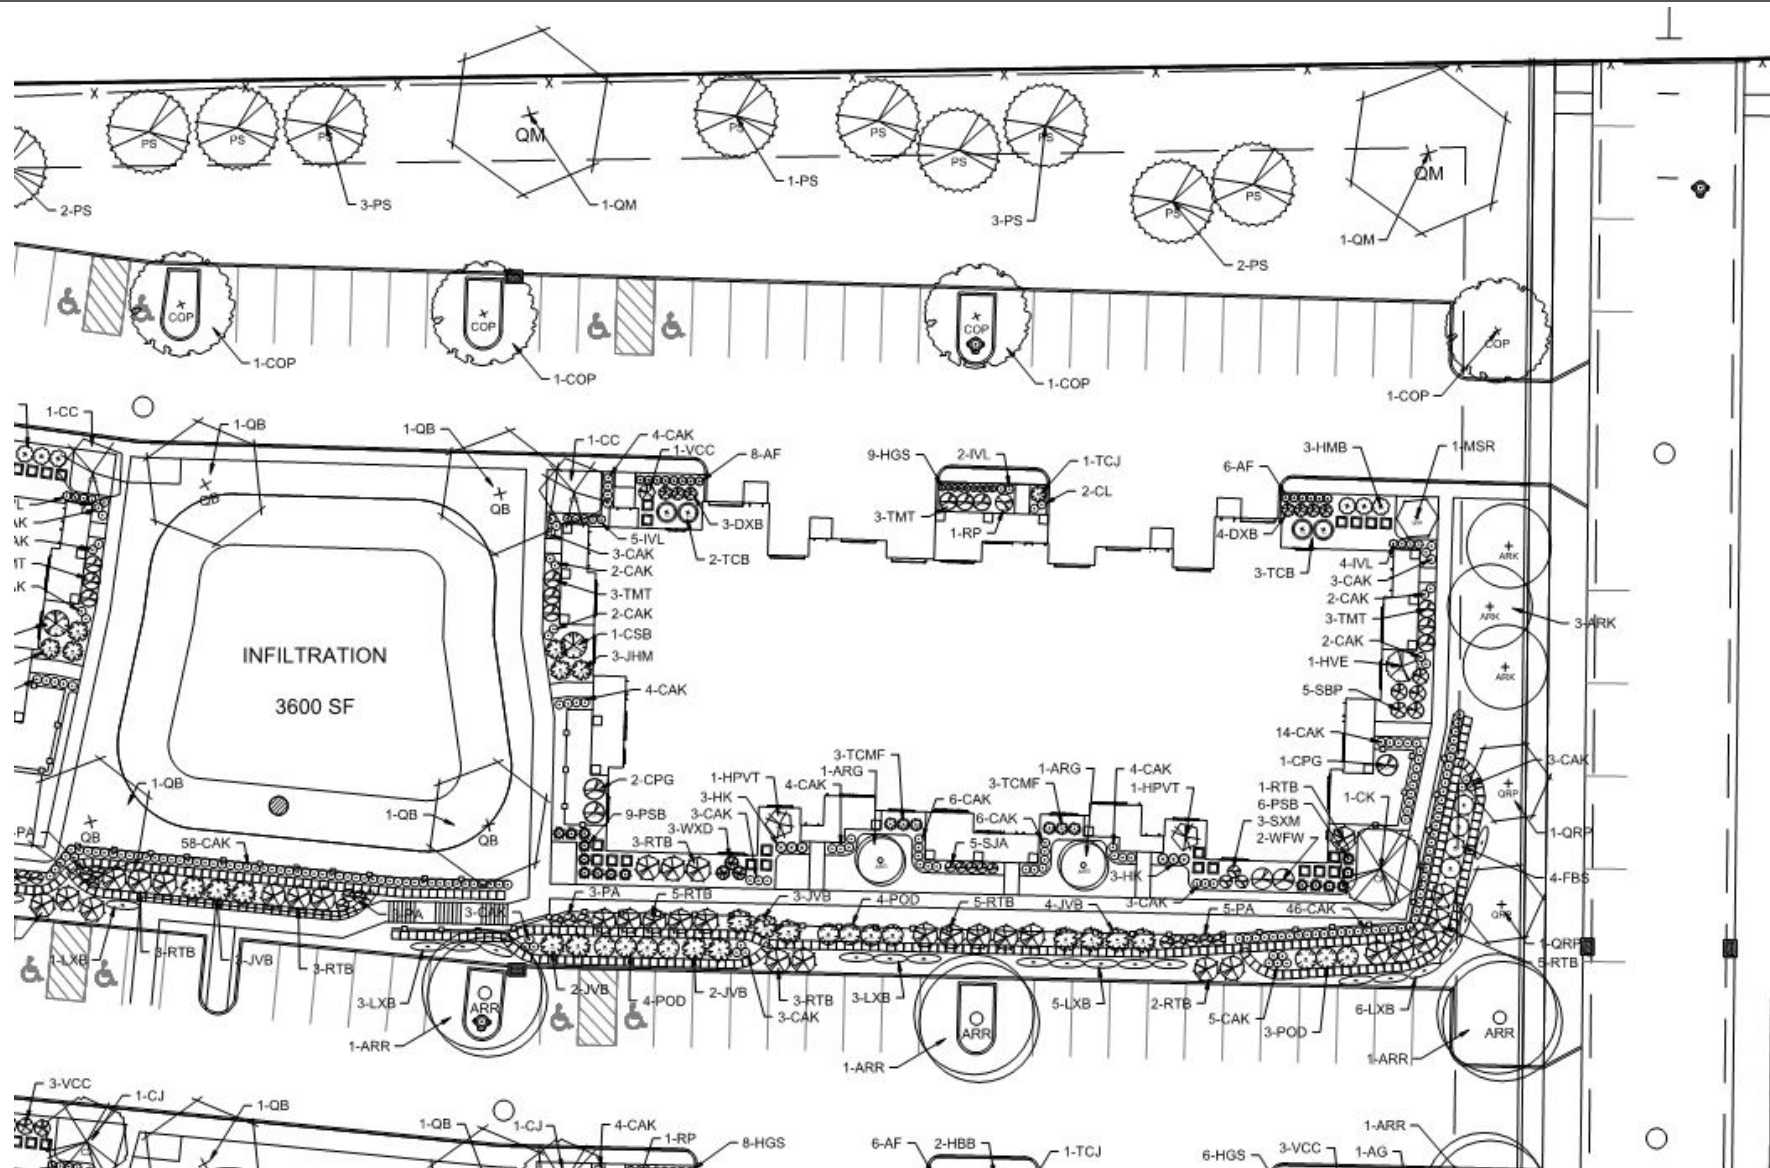 PS
PS
PS
PS
PS
PS
PS
PS
PS
QM
QM
2-PS
3-PS
1-QM
1-PS
3-PS
2-PS
1-QM
COP
COP
COP
COP
1-COP
1-COP
1-COP
1-COP
1-CC
1-QB
1-QB
1-CC
4-CAK
1-VCC
8-AF
9-HGS
2-IVL
1-TCJ
2-CL
6-AF
3-HMB
1-MSR
QB
QB
3-DXB
3-TMT
1-RP
4-DXB
5-IVL
3-CAK
2-TCB
3-TCB
4-IVL
3-CAK
ARK
2-CAK
3-TMT
2-CAK
2-CAK
3-TMT
2-CAK
ARK
3-ARK
1-CSB
3-JHM
1-HVE
ARK
INFILTRATION
3600 SF
4-CAK
5-SBP
14-CAK
1-CPG
3-CAK
3-TCMF
1-ARG
1-HPVT
4-CAK
3-HK
3-CAK
2-CPG
9-PSB
3-WXD
3-RTB
6-CAK
6-CAK
3-TCMF
1-ARG
4-CAK
1-HPVT
1-RTB
6-PSB
3-SXM
2-WFW
1-CK
QRP
1-QRP
1-QB
1-QB
QB
QB
-PA
58-CAK
5-SJA
3-HK
3-CAK
ARG
4-FBS
QRP
1-QRP
5-RTB
3-PA
5-RTB
3-JVB
4-POD
5-RTB
4-JVB
5-PA
46-CAK
3-CAK
1-LXB
3-RTB
3-RTB
3-LXB
2-JVB
4-POD
2-JVB
3-RTB
3-CAK
3-LXB
5-LXB
2-RTB
5-CAK
3-POD
6-LXB
ARR
ARR
ARR
1-ARR
1-ARR
1-ARR
3-VCC
1-CJ
1-QB
1-QB
1-CJ
4-CAK
1-RP
8-HGS
6-AF
2-HBB
1-TCJ
6-HGS
3-VCC
1-AG
1-ARR